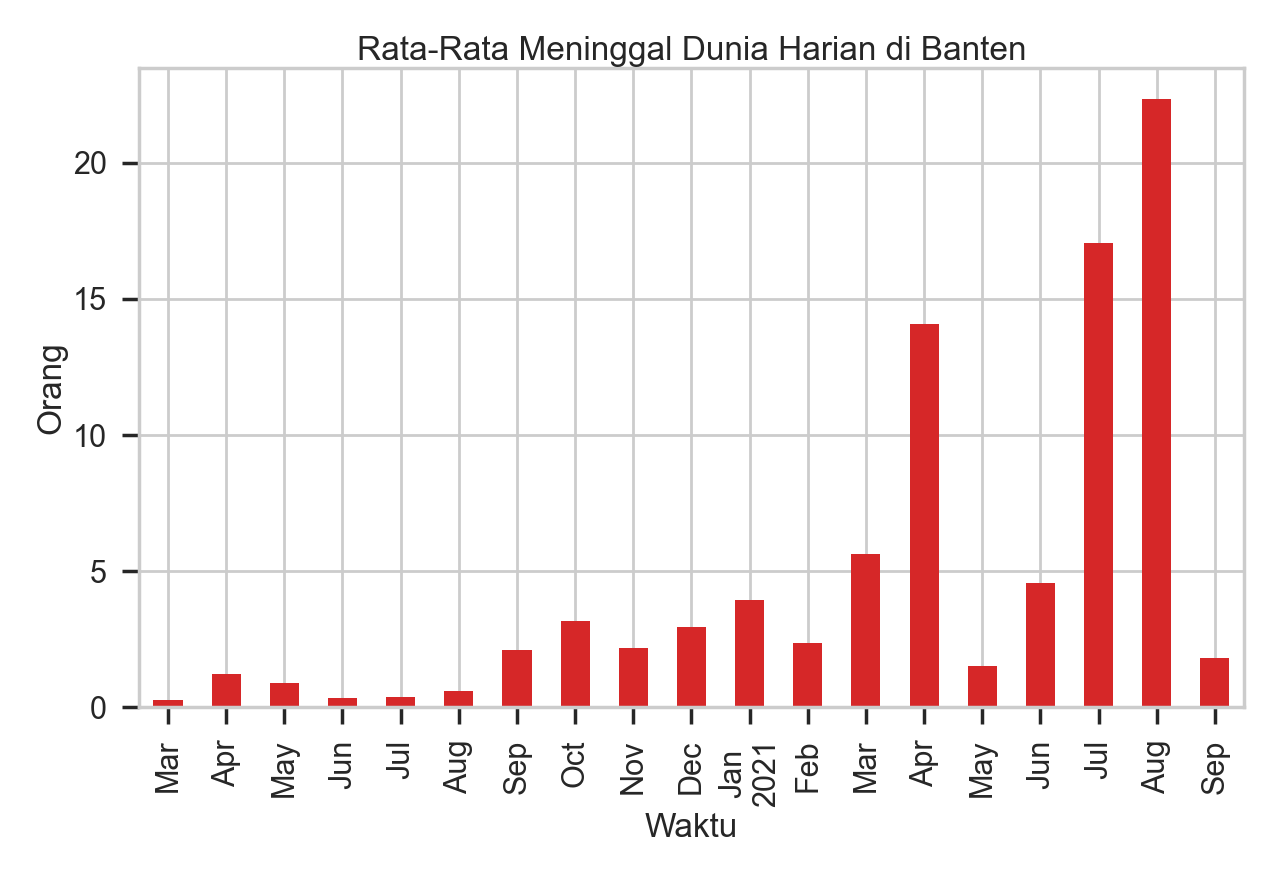 Rata-Rata Meninggal Dunia Harian di Banten
20
15
10
5
0
Orang
Mar
Apr
May
Jun
Jul
Aug
Sep
Oct
Nov
Dec
Jan
2021
Feb
Mar
Apr
May
Jun
Jul
Aug
Sep
Waktu